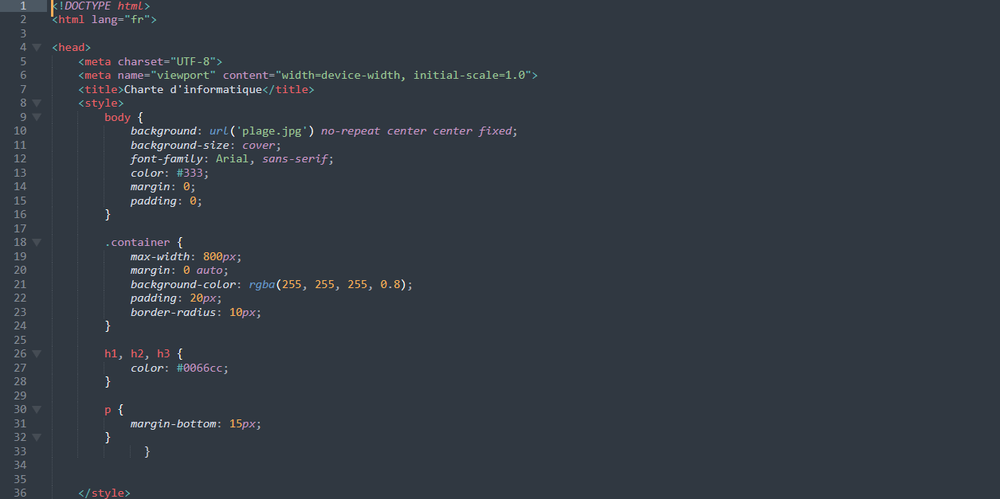 1 <!DOCTYPE html>
2 <html lang="fr">
3
4 <head>
5 <meta charset="UTF-8">
6 <meta name="viewport" content="width=device-width, initial-scale=1.0">
7 <title>Charte d'informatique</title>
8 <style>
9 body {
10 background: url('plage.jpg') no-repeat center center fixed;
11 background-size: cover;
12 font-family: Arial, sans-serif;
13 color: #333;
14 margin: 0;
15 padding: 0;
16 }
17
18 .container {
19 max-width: 800px;
20 margin: 0 auto;
21 background-color: rgba(255, 255, 255, 0.8);
22 padding: 20px;
23 border-radius: 10px;
24 }
25
26 h1, h2, h3 {
27 color: #0066cc;
28 }
29
30 p {
31 margin-bottom: 15px;
32 }
33 }
34
35
36 </style>